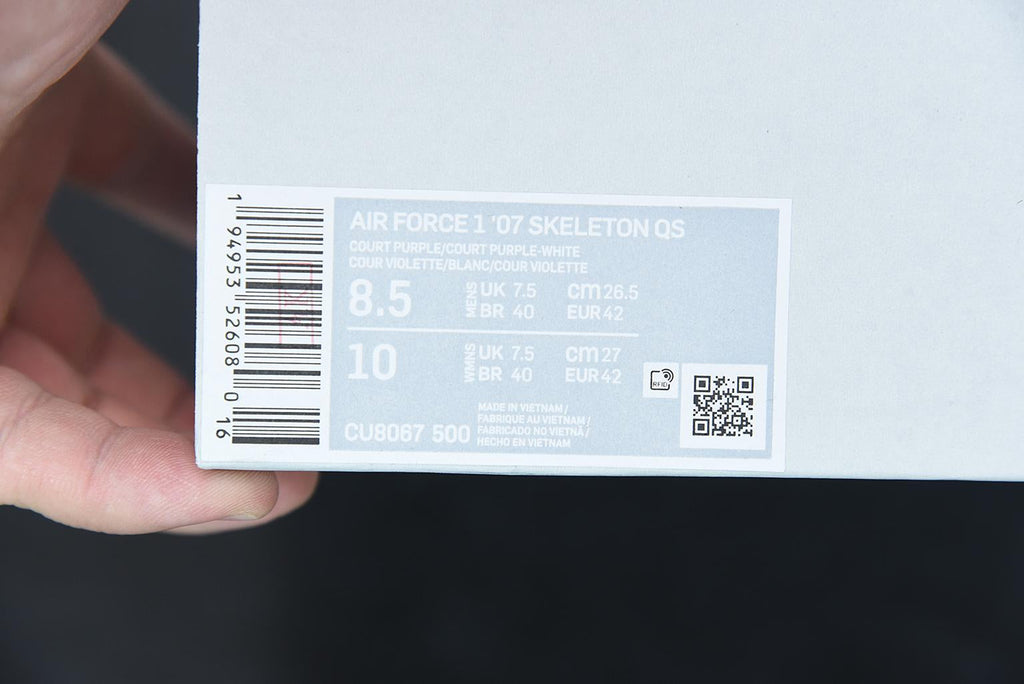 1 94953 52608 0 16
AIR FORCE 1 '07 SKELETON QS
COURT PURPLE/COURT PURPLE-WHITE
COUR VIOLETTE/BLANC/COUR VIOLETTE
8.5 MENS UK 7.5 cm 26.5
BR 40 EUR 42
10 WMNS UK 7.5 cm 27
BR 40 EUR 42
RFID
CU8067 500
MADE IN VIETNAM /
FABRIQUE AU VIETNAM /
FABRICADO NO VIETNÃ /
HECHO EN VIETNAM